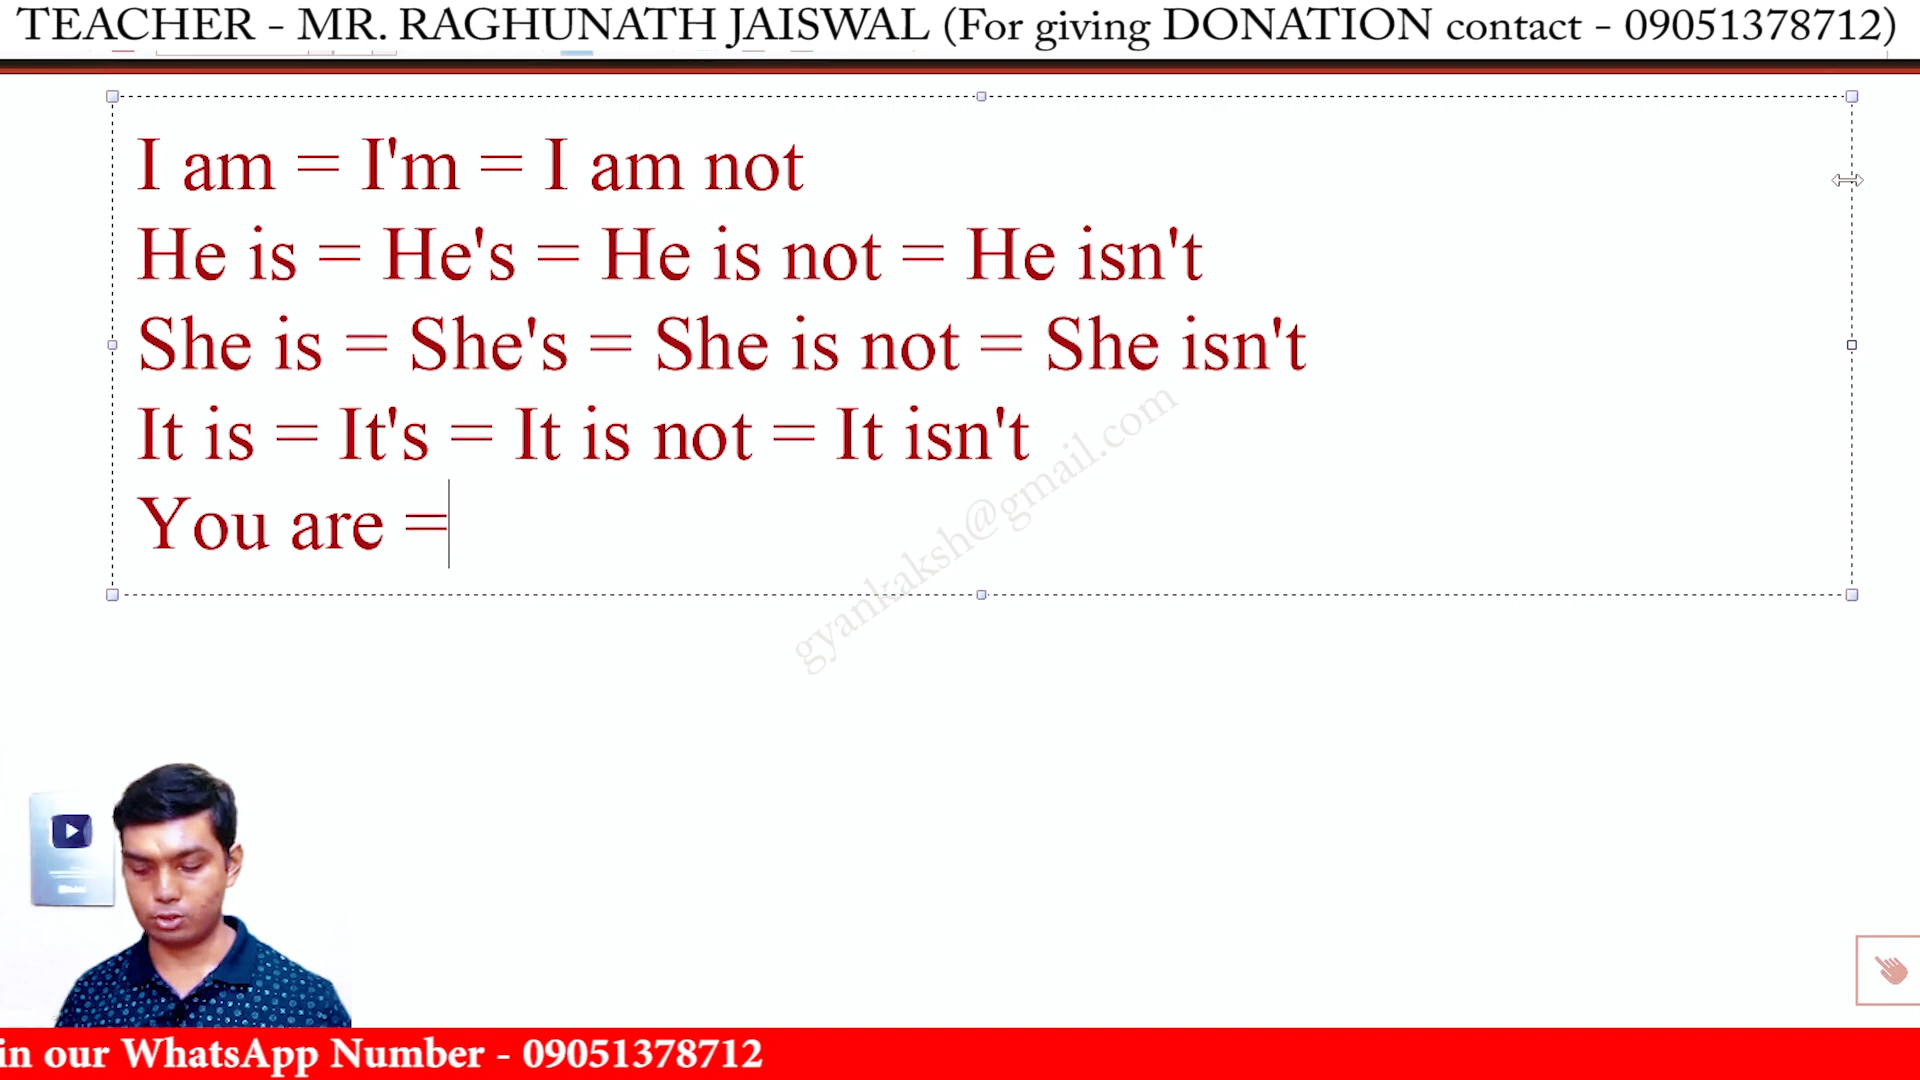 TEACHER - MR. RAGHUNATH JAISWAL (For giving DONATION contact - 09051378712)
I am = I'm = I am not
He is = He's = He is not = He isn't
She is = She's = She is not = She isn't
It is = It's = It is not = It isn't
You are =
gyankaksh@gmail.com
in our WhatsApp Number - 09051378712